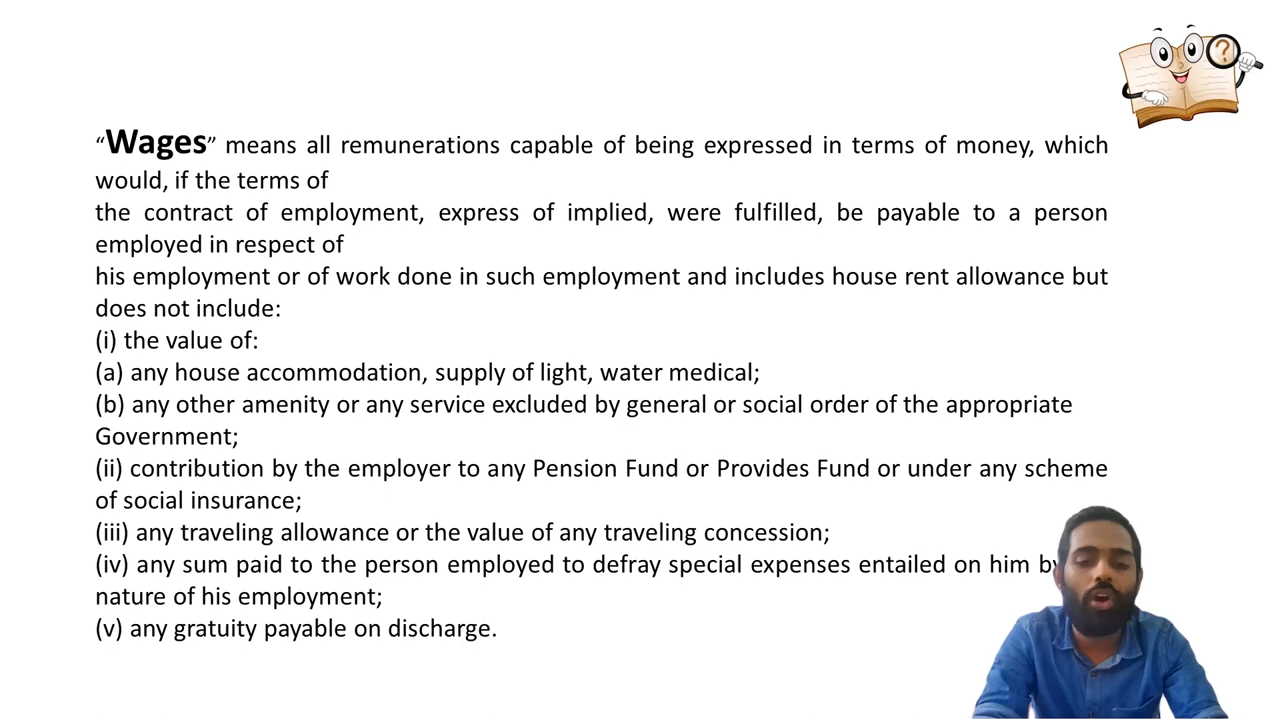 “Wages” means all remunerations capable of being expressed in terms of money, which
would, if the terms of
the contract of employment, express of implied, were fulfilled, be payable to a person
employed in respect of
his employment or of work done in such employment and includes house rent allowance but
does not include:
(i) the value of:
(a) any house accommodation, supply of light, water medical;
(b) any other amenity or any service excluded by general or social order of the appropriate
Government;
(ii) contribution by the employer to any Pension Fund or Provides Fund or under any scheme
of social insurance;
(iii) any traveling allowance or the value of any traveling concession;
(iv) any sum paid to the person employed to defray special expenses entailed on him
nature of his employment;
(v) any gratuity payable on discharge.
?